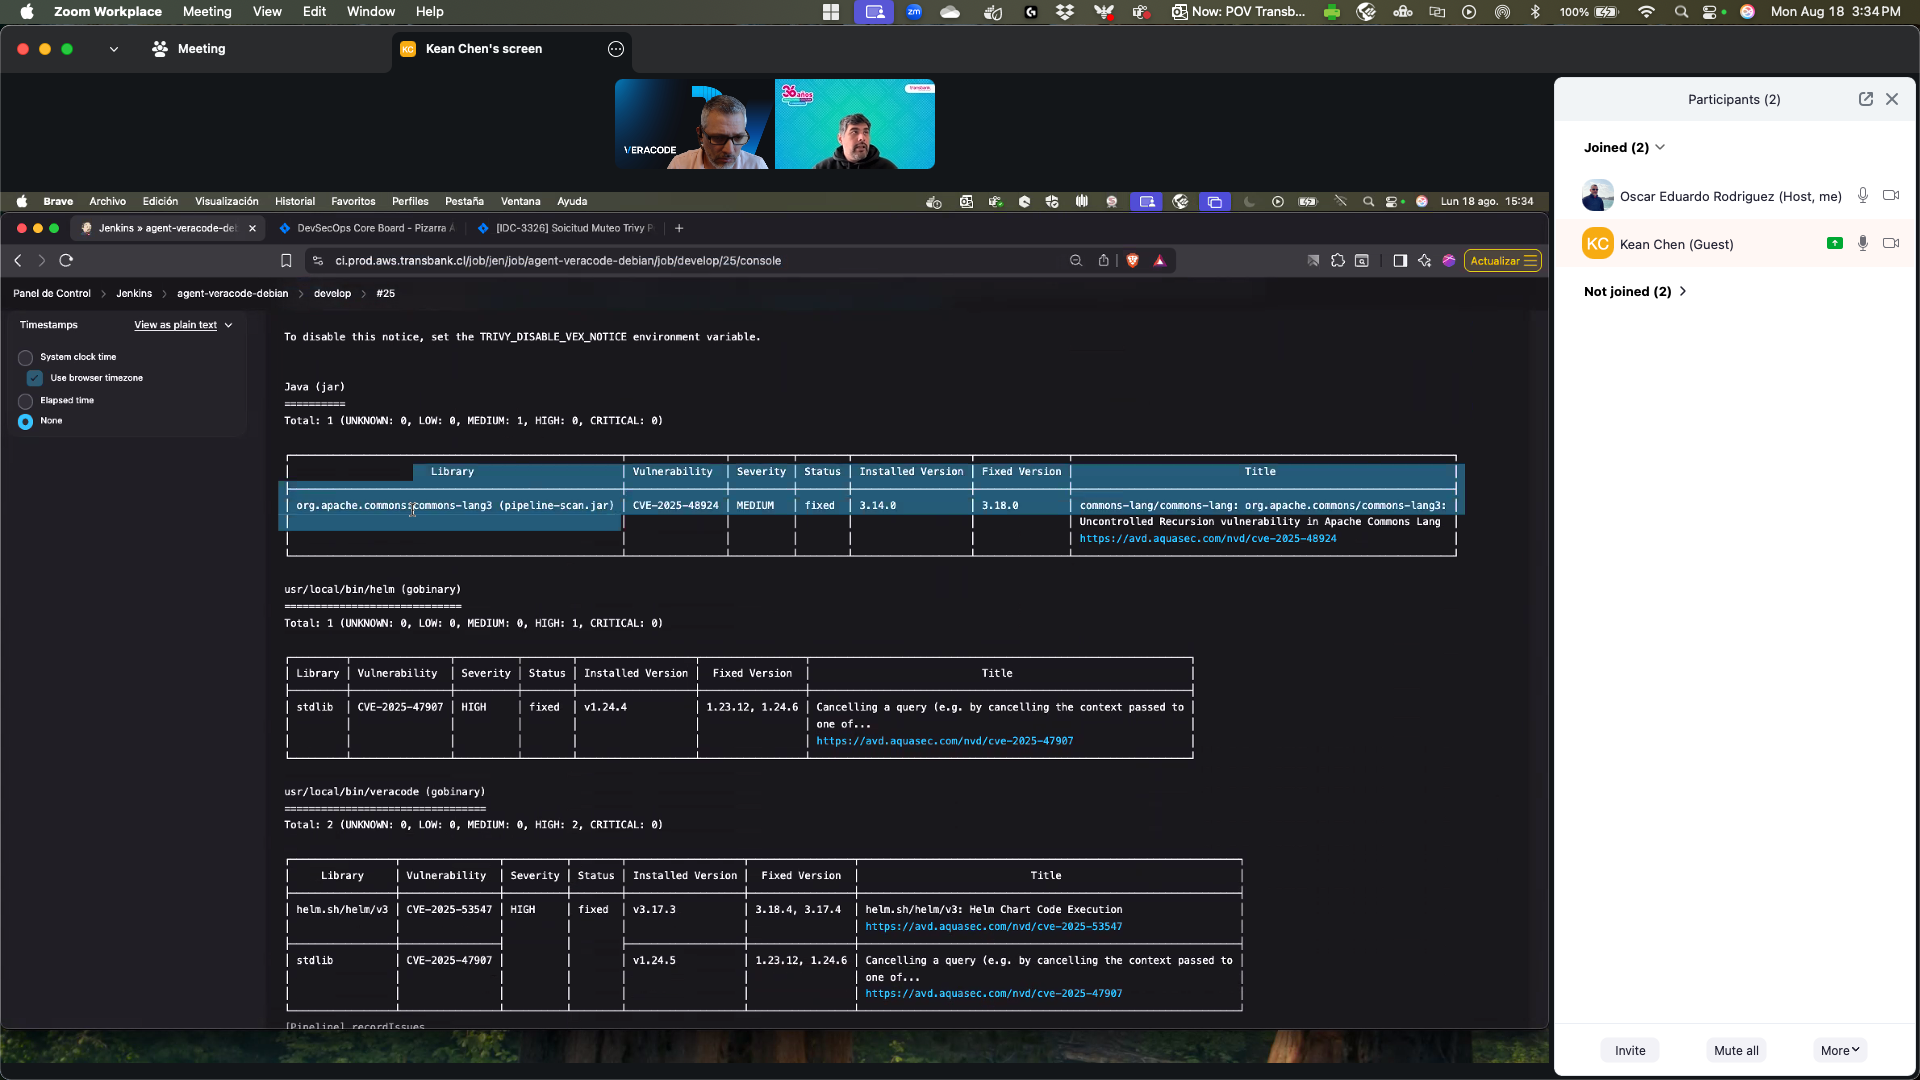 Zoom Workplace Meeting View Edit Window Help
Now: POV Transb...
100%
Mon Aug 18 3:34 PM
Meeting
KC Kean Chen's screen
VERACODE
36 años
transbank.
Participants (2)
Joined (2)
Oscar Eduardo Rodriguez (Host, me)
KC Kean Chen (Guest)
Not joined (2)
Invite
Mute all
More
Brave Archivo Edición Visualización Historial Favoritos Perfiles Pestaña Ventana Ayuda
Lun 18 ago. 15:34
Jenkins » agent-veracode-de
DevSecOps Core Board - Pizarra
[IDC-3326] Soicitud Muteo Trivy P
ci.prod.aws.transbank.cl/job/jen/job/agent-veracode-debian/job/develop/25/console
Actualizar
Panel de Control > Jenkins > agent-veracode-debian > develop > #25
Timestamps
View as plain text
System clock time
Use browser timezone
Elapsed time
None
To disable this notice, set the TRIVY_DISABLE_VEX_NOTICE environment variable.
Java (jar)
==========
Total: 1 (UNKNOWN: 0, LOW: 0, MEDIUM: 1, HIGH: 0, CRITICAL: 0)
Library | Vulnerability | Severity | Status | Installed Version | Fixed Version | Title
org.apache.commons:commons-lang3 (pipeline-scan.jar) | CVE-2025-48924 | MEDIUM | fixed | 3.14.0 | 3.18.0 | commons-lang/commons-lang: org.apache.commons/commons-lang3:
Uncontrolled Recursion vulnerability in Apache Commons Lang
https://avd.aquasec.com/nvd/cve-2025-48924
usr/local/bin/helm (gobinary)
=============================
Total: 1 (UNKNOWN: 0, LOW: 0, MEDIUM: 0, HIGH: 1, CRITICAL: 0)
Library | Vulnerability | Severity | Status | Installed Version | Fixed Version | Title
stdlib | CVE-2025-47907 | HIGH | fixed | v1.24.4 | 1.23.12, 1.24.6 | Cancelling a query (e.g. by cancelling the context passed to
one of...
https://avd.aquasec.com/nvd/cve-2025-47907
usr/local/bin/veracode (gobinary)
=================================
Total: 2 (UNKNOWN: 0, LOW: 0, MEDIUM: 0, HIGH: 2, CRITICAL: 0)
Library | Vulnerability | Severity | Status | Installed Version | Fixed Version | Title
helm.sh/helm/v3 | CVE-2025-53547 | HIGH | fixed | v3.17.3 | 3.18.4, 3.17.4 | helm.sh/helm/v3: Helm Chart Code Execution
https://avd.aquasec.com/nvd/cve-2025-53547
stdlib | CVE-2025-47907 | v1.24.5 | 1.23.12, 1.24.6 | Cancelling a query (e.g. by cancelling the context passed to
one of...
https://avd.aquasec.com/nvd/cve-2025-47907
[Pipeline] recordIssues